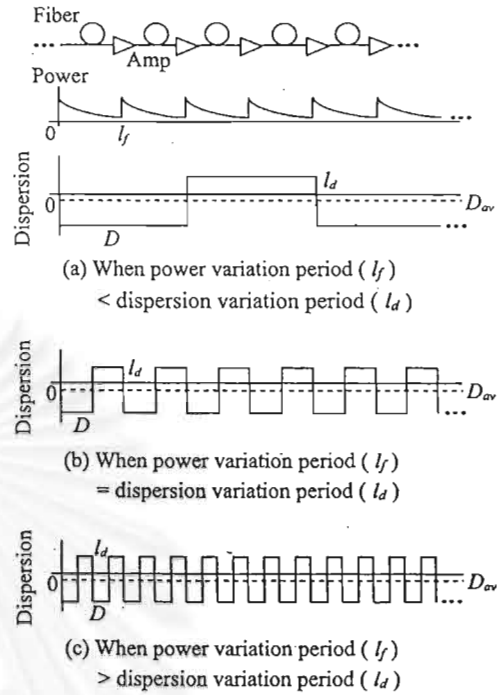 Fiber
...
...
Amp
Power
0
l_f
...
Dispersion
0
l_d
D_av
D
...
(a) When power variation period ( l_f )
< dispersion variation period ( l_d )
Dispersion
0
l_d
D_av
D
...
(b) When power variation period ( l_f )
= dispersion variation period ( l_d )
Dispersion
0
l_d
D_av
D
...
(c) When power variation period ( l_f )
> dispersion variation period ( l_d )